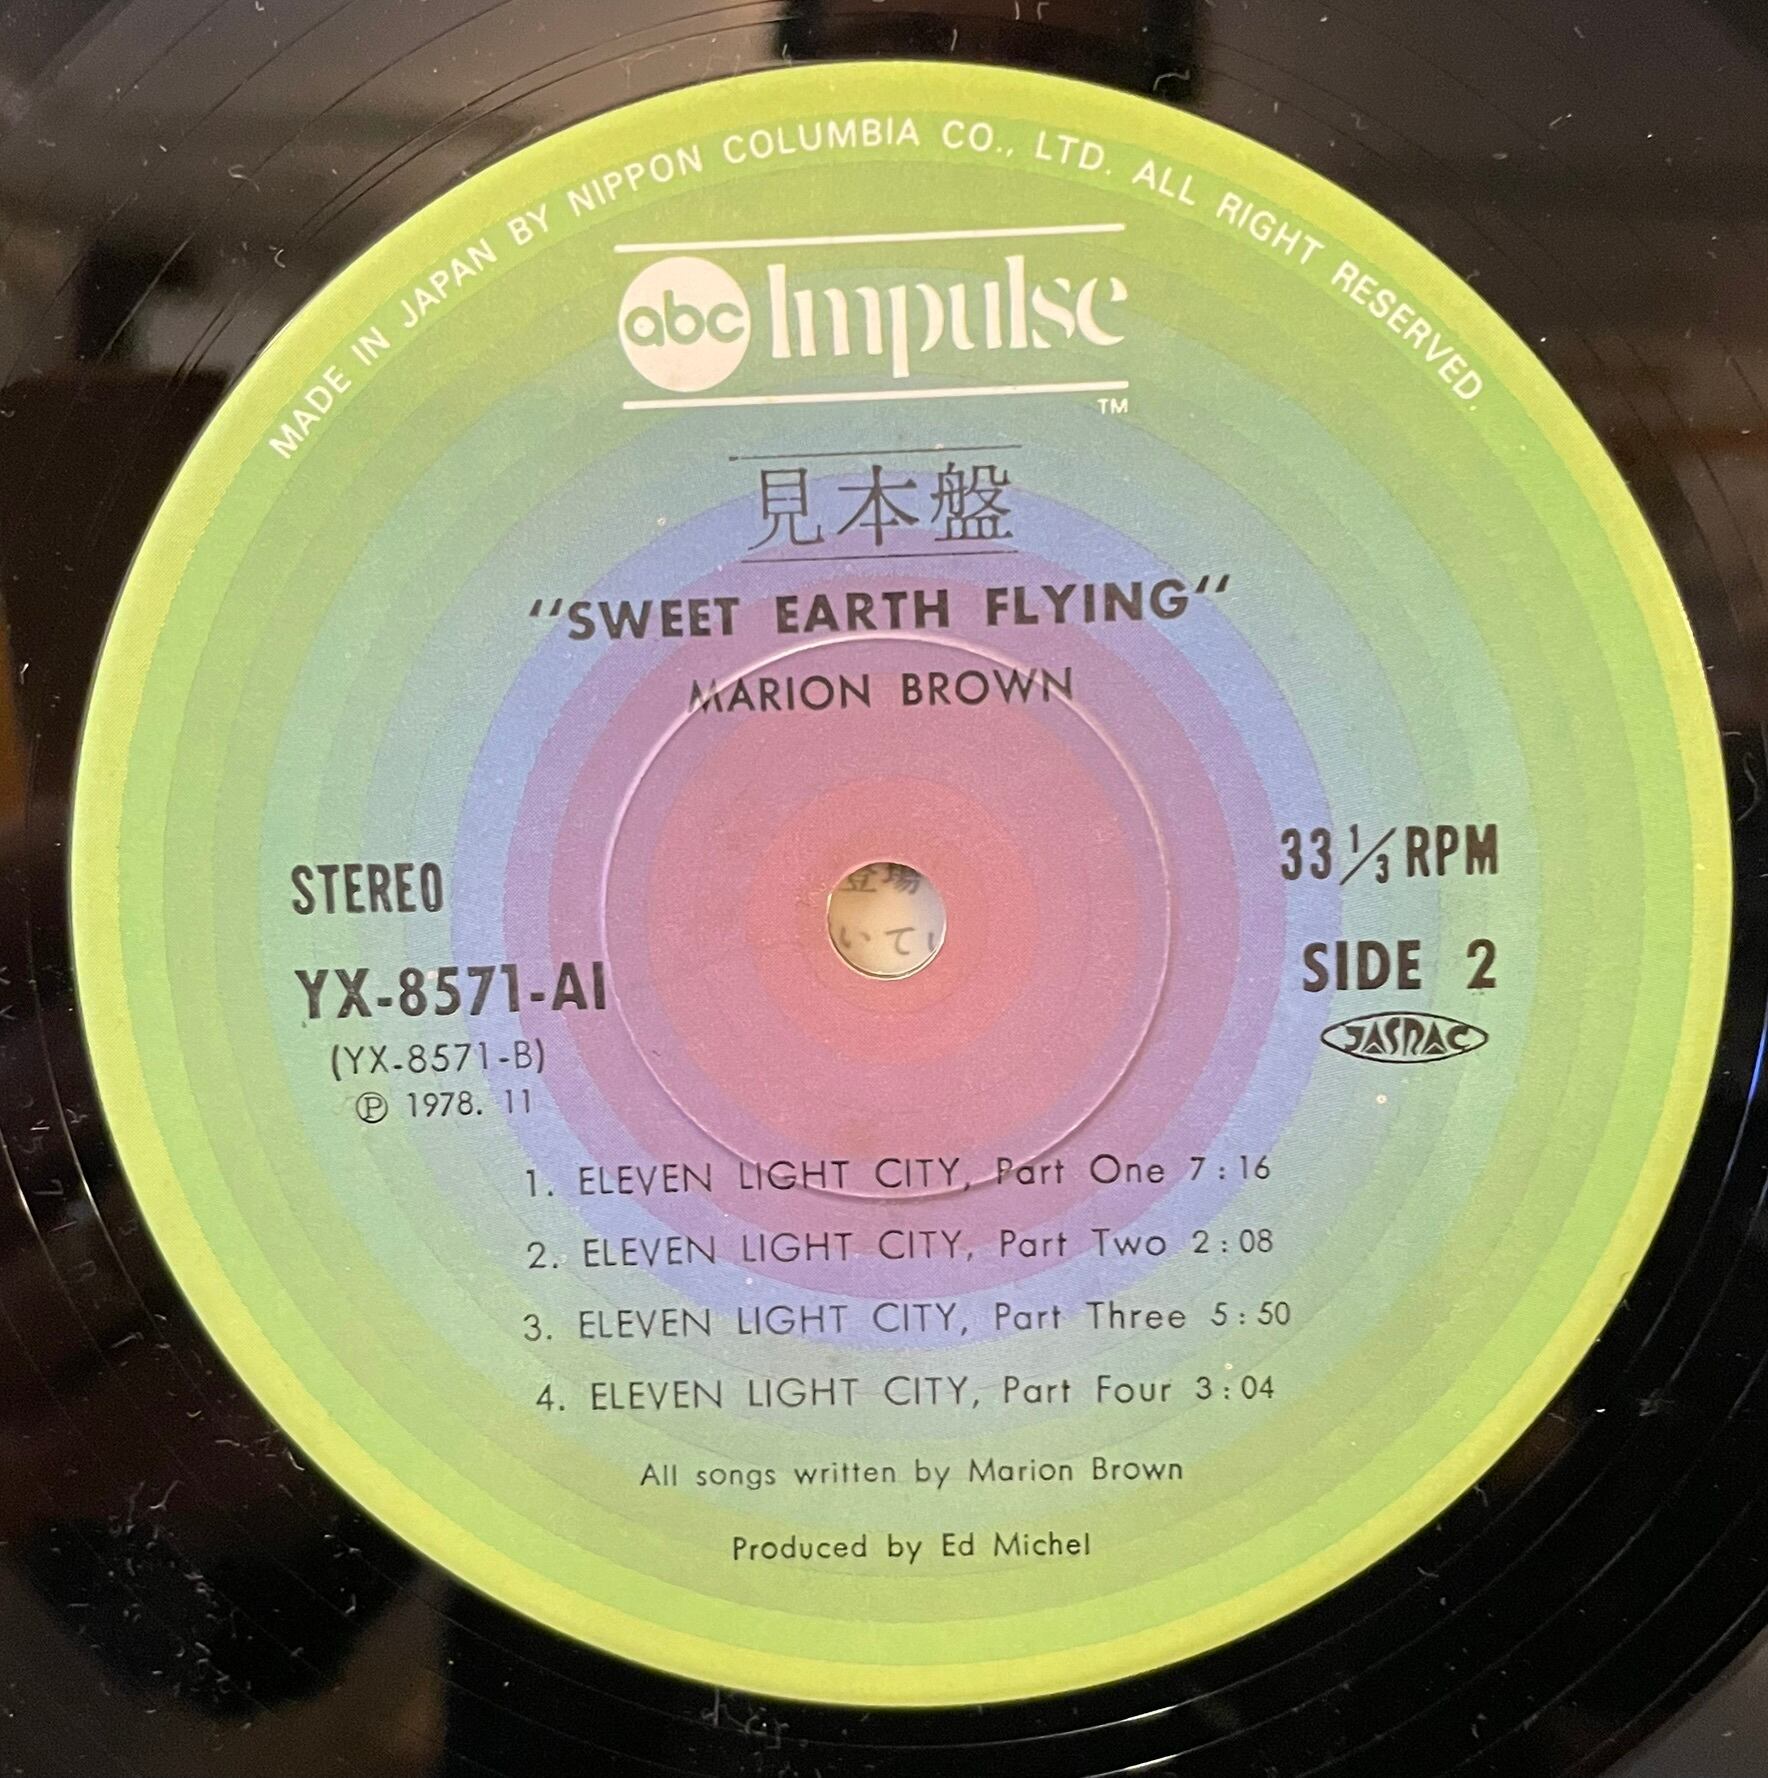 MADE IN JAPAN BY NIPPON COLUMBIA CO., LTD. ALL RIGHT RESERVED.
abc Impulse
TM
見本盤
"SWEET EARTH FLYING"
MARION BROWN
STEREO
33 1/3 RPM
YX-8571-AI
SIDE 2
(YX-8571-B)
JASRAC
Ⓟ 1978. 11
1. ELEVEN LIGHT CITY, Part One 7:16
2. ELEVEN LIGHT CITY, Part Two 2:08
3. ELEVEN LIGHT CITY, Part Three 5:50
4. ELEVEN LIGHT CITY, Part Four 3:04
All songs written by Marion Brown
Produced by Ed Michel
登場
いて